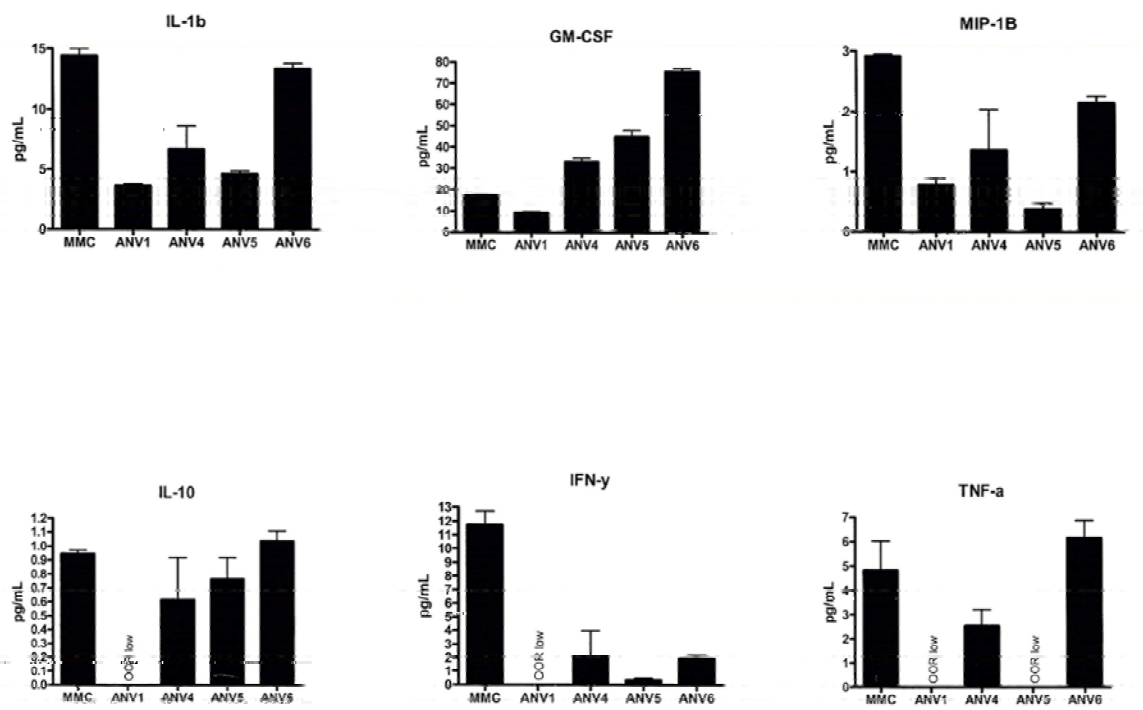 IL-1b
pg/mL
15
10
5
0
MMC ANV1 ANV4 ANV5 ANV6
GM-CSF
pg/mL
80
70
60
50
40
30
20
10
MMC ANV1 ANV4 ANV5 ANV6
MIP-1B
pg/mL
3
2
1
MMC ANV1 ANV4 ANV5 ANV6
IL-10
pg/mL
1.2
1.1
1.0
0.9
0.8
0.7
0.6
0.5
0.4
0.3
0.2
0.1
0.0
OOR low
MMC ANV1 ANV4 ANV5 ANV6
IFN-y
pg/mL
13
12
11
10
9
8
7
6
5
4
3
2
1
0
OOR low
MMC ANV1 ANV4 ANV5 ANV6
TNF-a
pg/mL
7
6
5
4
3
2
1
0
OOR low
OOR low
MMC ANV1 ANV4 ANV5 ANV6